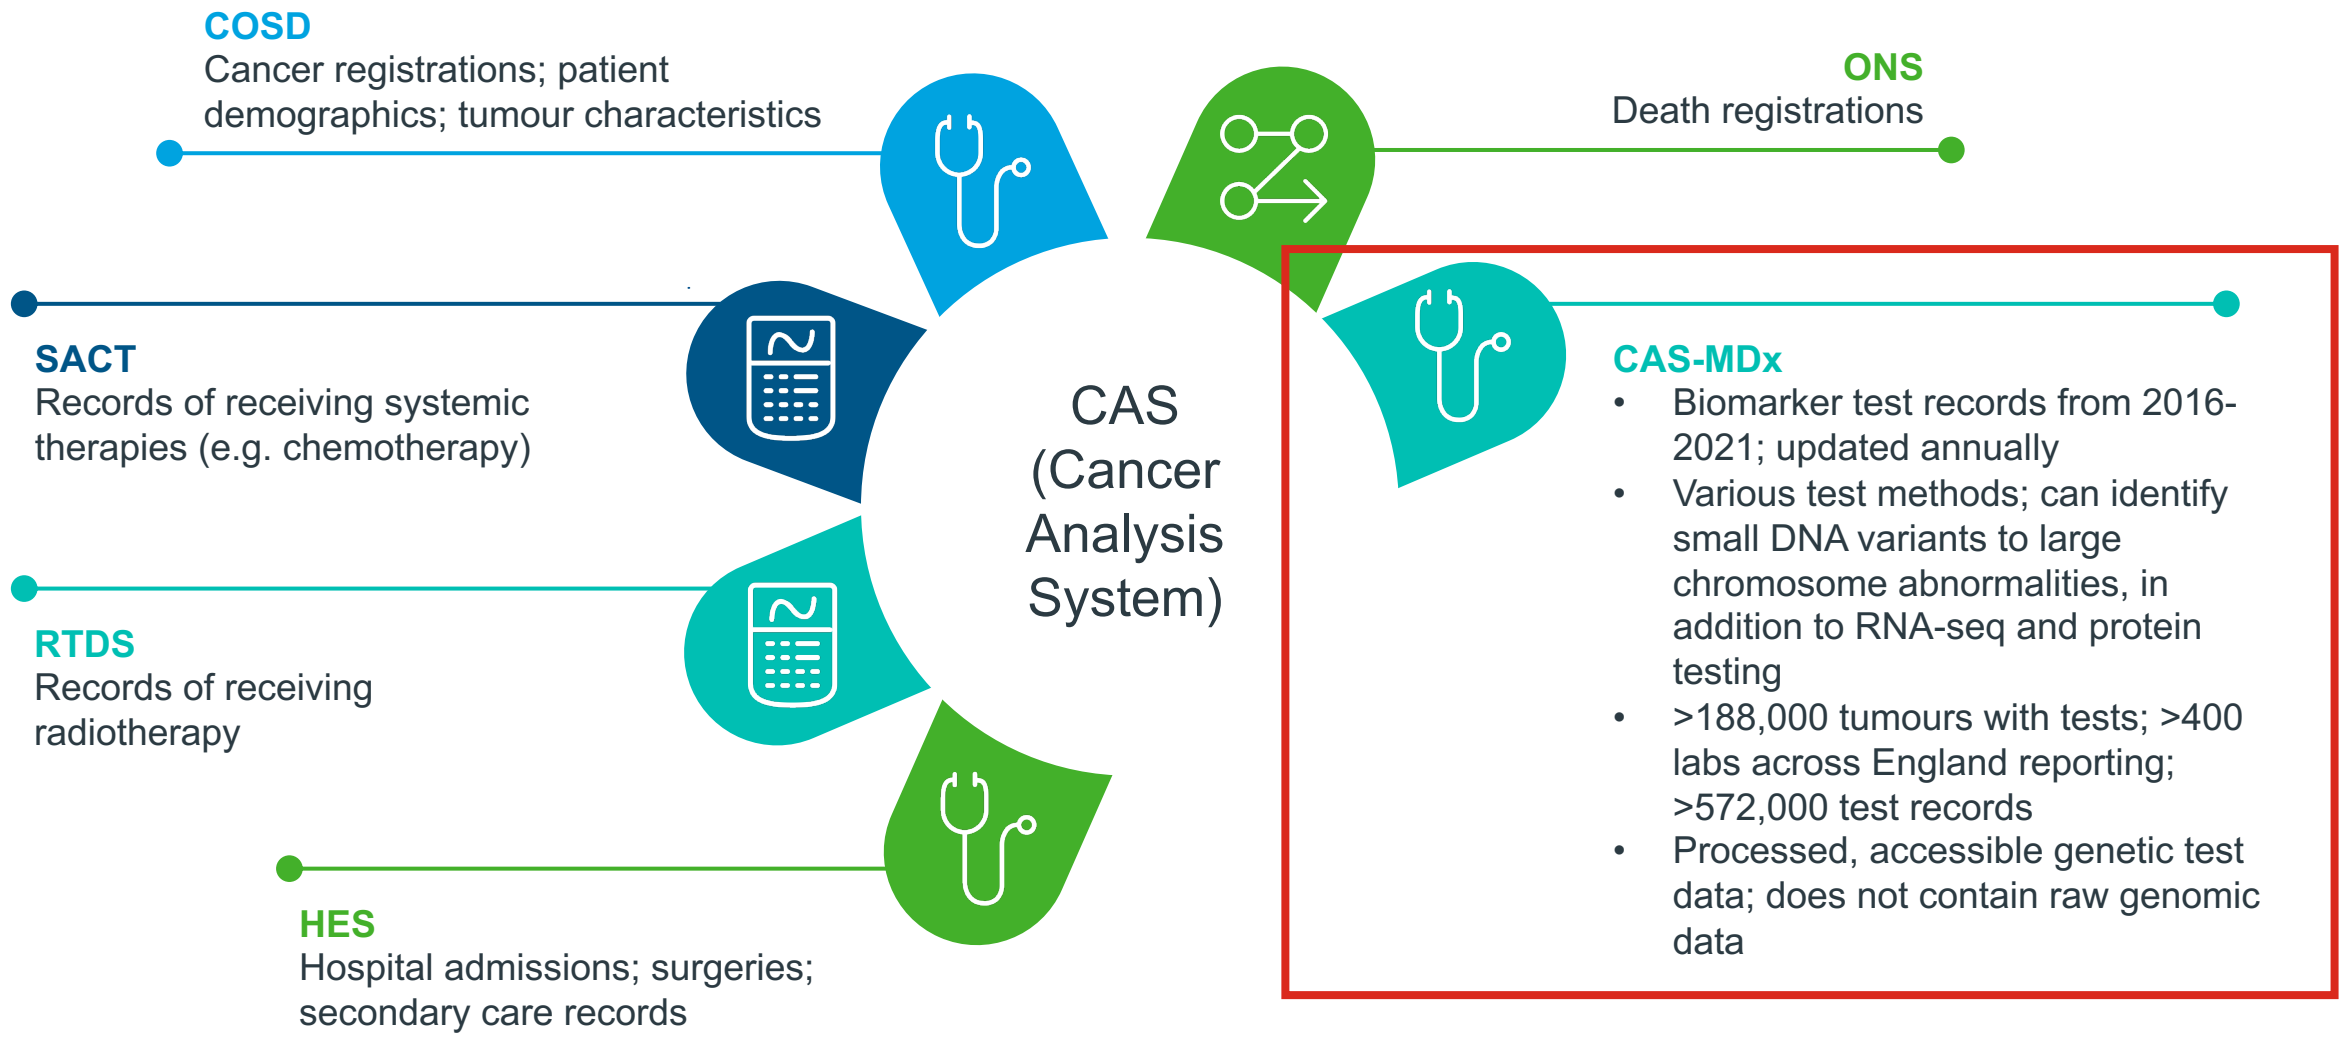 COSD
Cancer registrations; patient
demographics; tumour characteristics
ONS
Death registrations
SACT
Records of receiving systemic
therapies (e.g. chemotherapy)
RTDS
Records of receiving
radiotherapy
HES
Hospital admissions; surgeries;
secondary care records
CAS
(Cancer
Analysis
System)
CAS-MDx
• Biomarker test records from 2016-
2021; updated annually
• Various test methods; can identify
small DNA variants to large
chromosome abnormalities, in
addition to RNA-seq and protein
testing
• >188,000 tumours with tests; >400
labs across England reporting;
>572,000 test records
• Processed, accessible genetic test
data; does not contain raw genomic
data